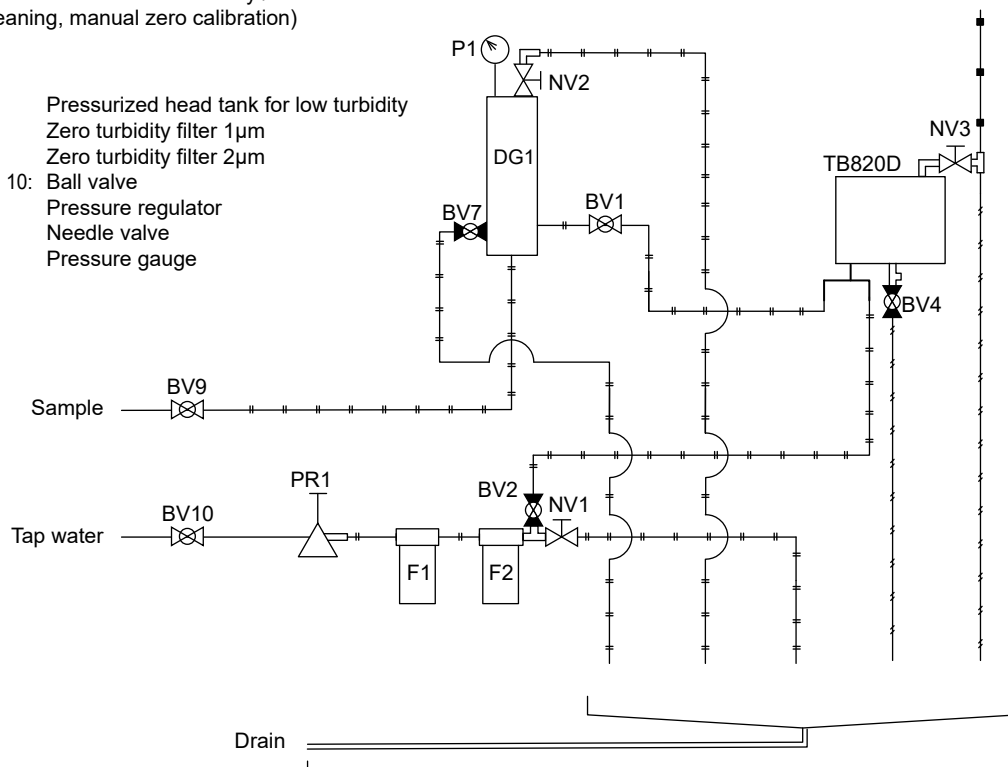 eaning, manual zero calibration)
P1
NV2
Pressurized head tank for low turbidity
Zero turbidity filter 1µm
Zero turbidity filter 2µm
10: Ball valve
Pressure regulator
Needle valve
Pressure gauge
DG1
NV3
TB820D
BV7
BV1
BV4
BV9
Sample
PR1
BV2
NV1
BV10
Tap water
F1
F2
Drain